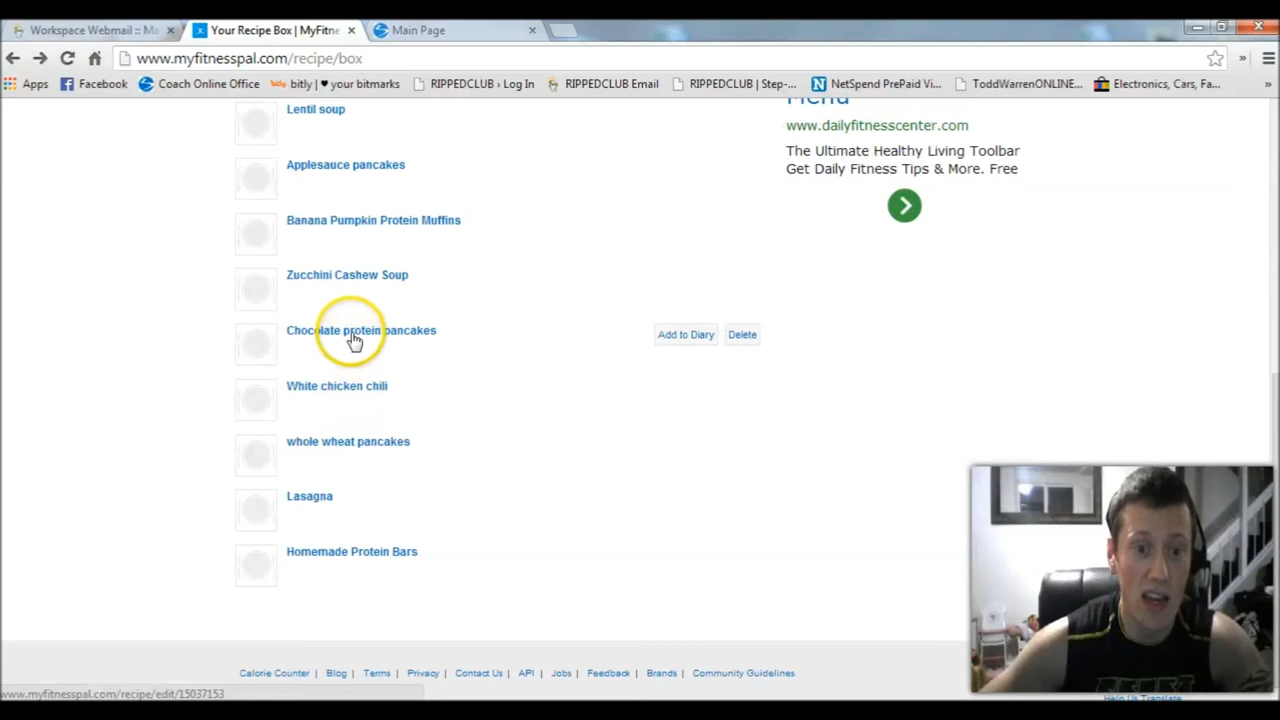 Workspace Webmail :: Ma
Your Recipe Box | MyFitne
Main Page
www.myfitnesspal.com/recipe/box
Apps
Facebook
Coach Online Office
bitly | ♥ your bitmarks
RIPPEDCLUB › Log In
RIPPEDCLUB Email
RIPPEDCLUB | Step-...
NetSpend PrePaid Vi...
ToddWarrenONLINE...
Electronics, Cars, Fa...
Menu
www.dailyfitnesscenter.com
The Ultimate Healthy Living Toolbar
Get Daily Fitness Tips & More. Free
Lentil soup
Applesauce pancakes
Banana Pumpkin Protein Muffins
Zucchini Cashew Soup
Chocolate protein pancakes
Add to Diary
Delete
White chicken chili
whole wheat pancakes
Lasagna
Homemade Protein Bars
Calorie Counter | Blog | Terms | Privacy | Contact Us | API | Jobs | Feedback | Brands | Community Guidelines
www.myfitnesspal.com/recipe/edit/15037153
Help Us Translate